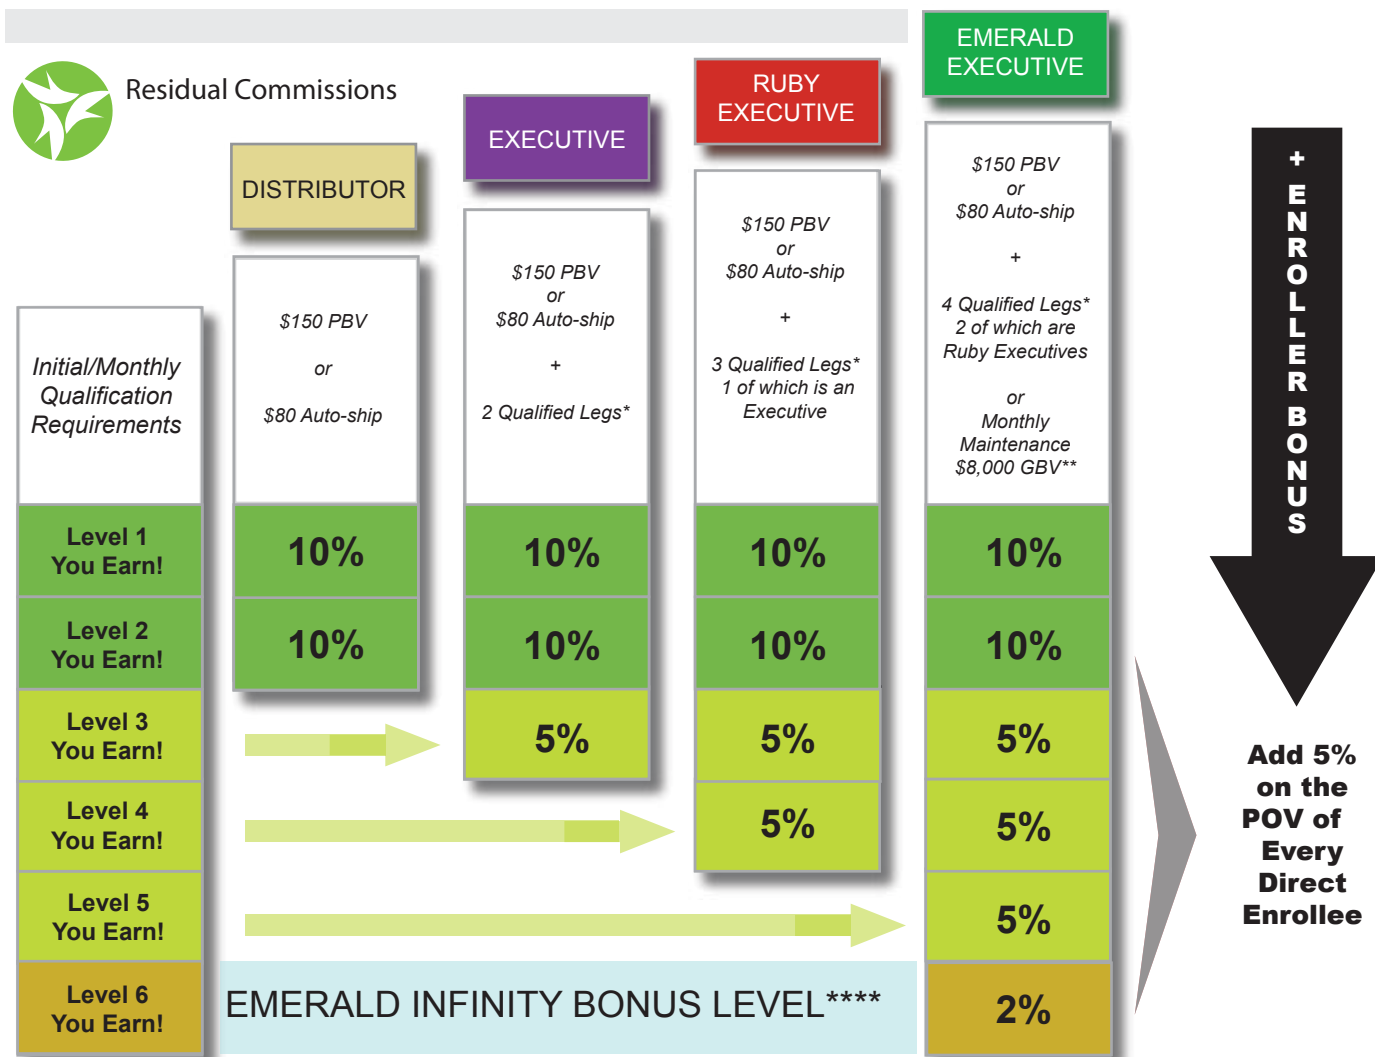 Residual Commissions
DISTRIBUTOR
EXECUTIVE
RUBY
EXECUTIVE
EMERALD
EXECUTIVE
Initial/Monthly
Qualification
Requirements
$150 PBV
or
$80 Auto-ship
$150 PBV
or
$80 Auto-ship
+
2 Qualified Legs*
$150 PBV
or
$80 Auto-ship
+
3 Qualified Legs*
1 of which is an
Executive
$150 PBV
or
$80 Auto-ship
+
4 Qualified Legs*
2 of which are
Ruby Executives
or
Monthly
Maintenance
$8,000 GBV**
Level 1
You Earn!
10%
10%
10%
10%
Level 2
You Earn!
10%
10%
10%
10%
Level 3
You Earn!
5%
5%
5%
Level 4
You Earn!
5%
5%
Level 5
You Earn!
5%
Level 6
You Earn!
EMERALD INFINITY BONUS LEVEL****
2%
+ ENROLLER BONUS
Add 5%
on the
POV of
Every
Direct
Enrollee